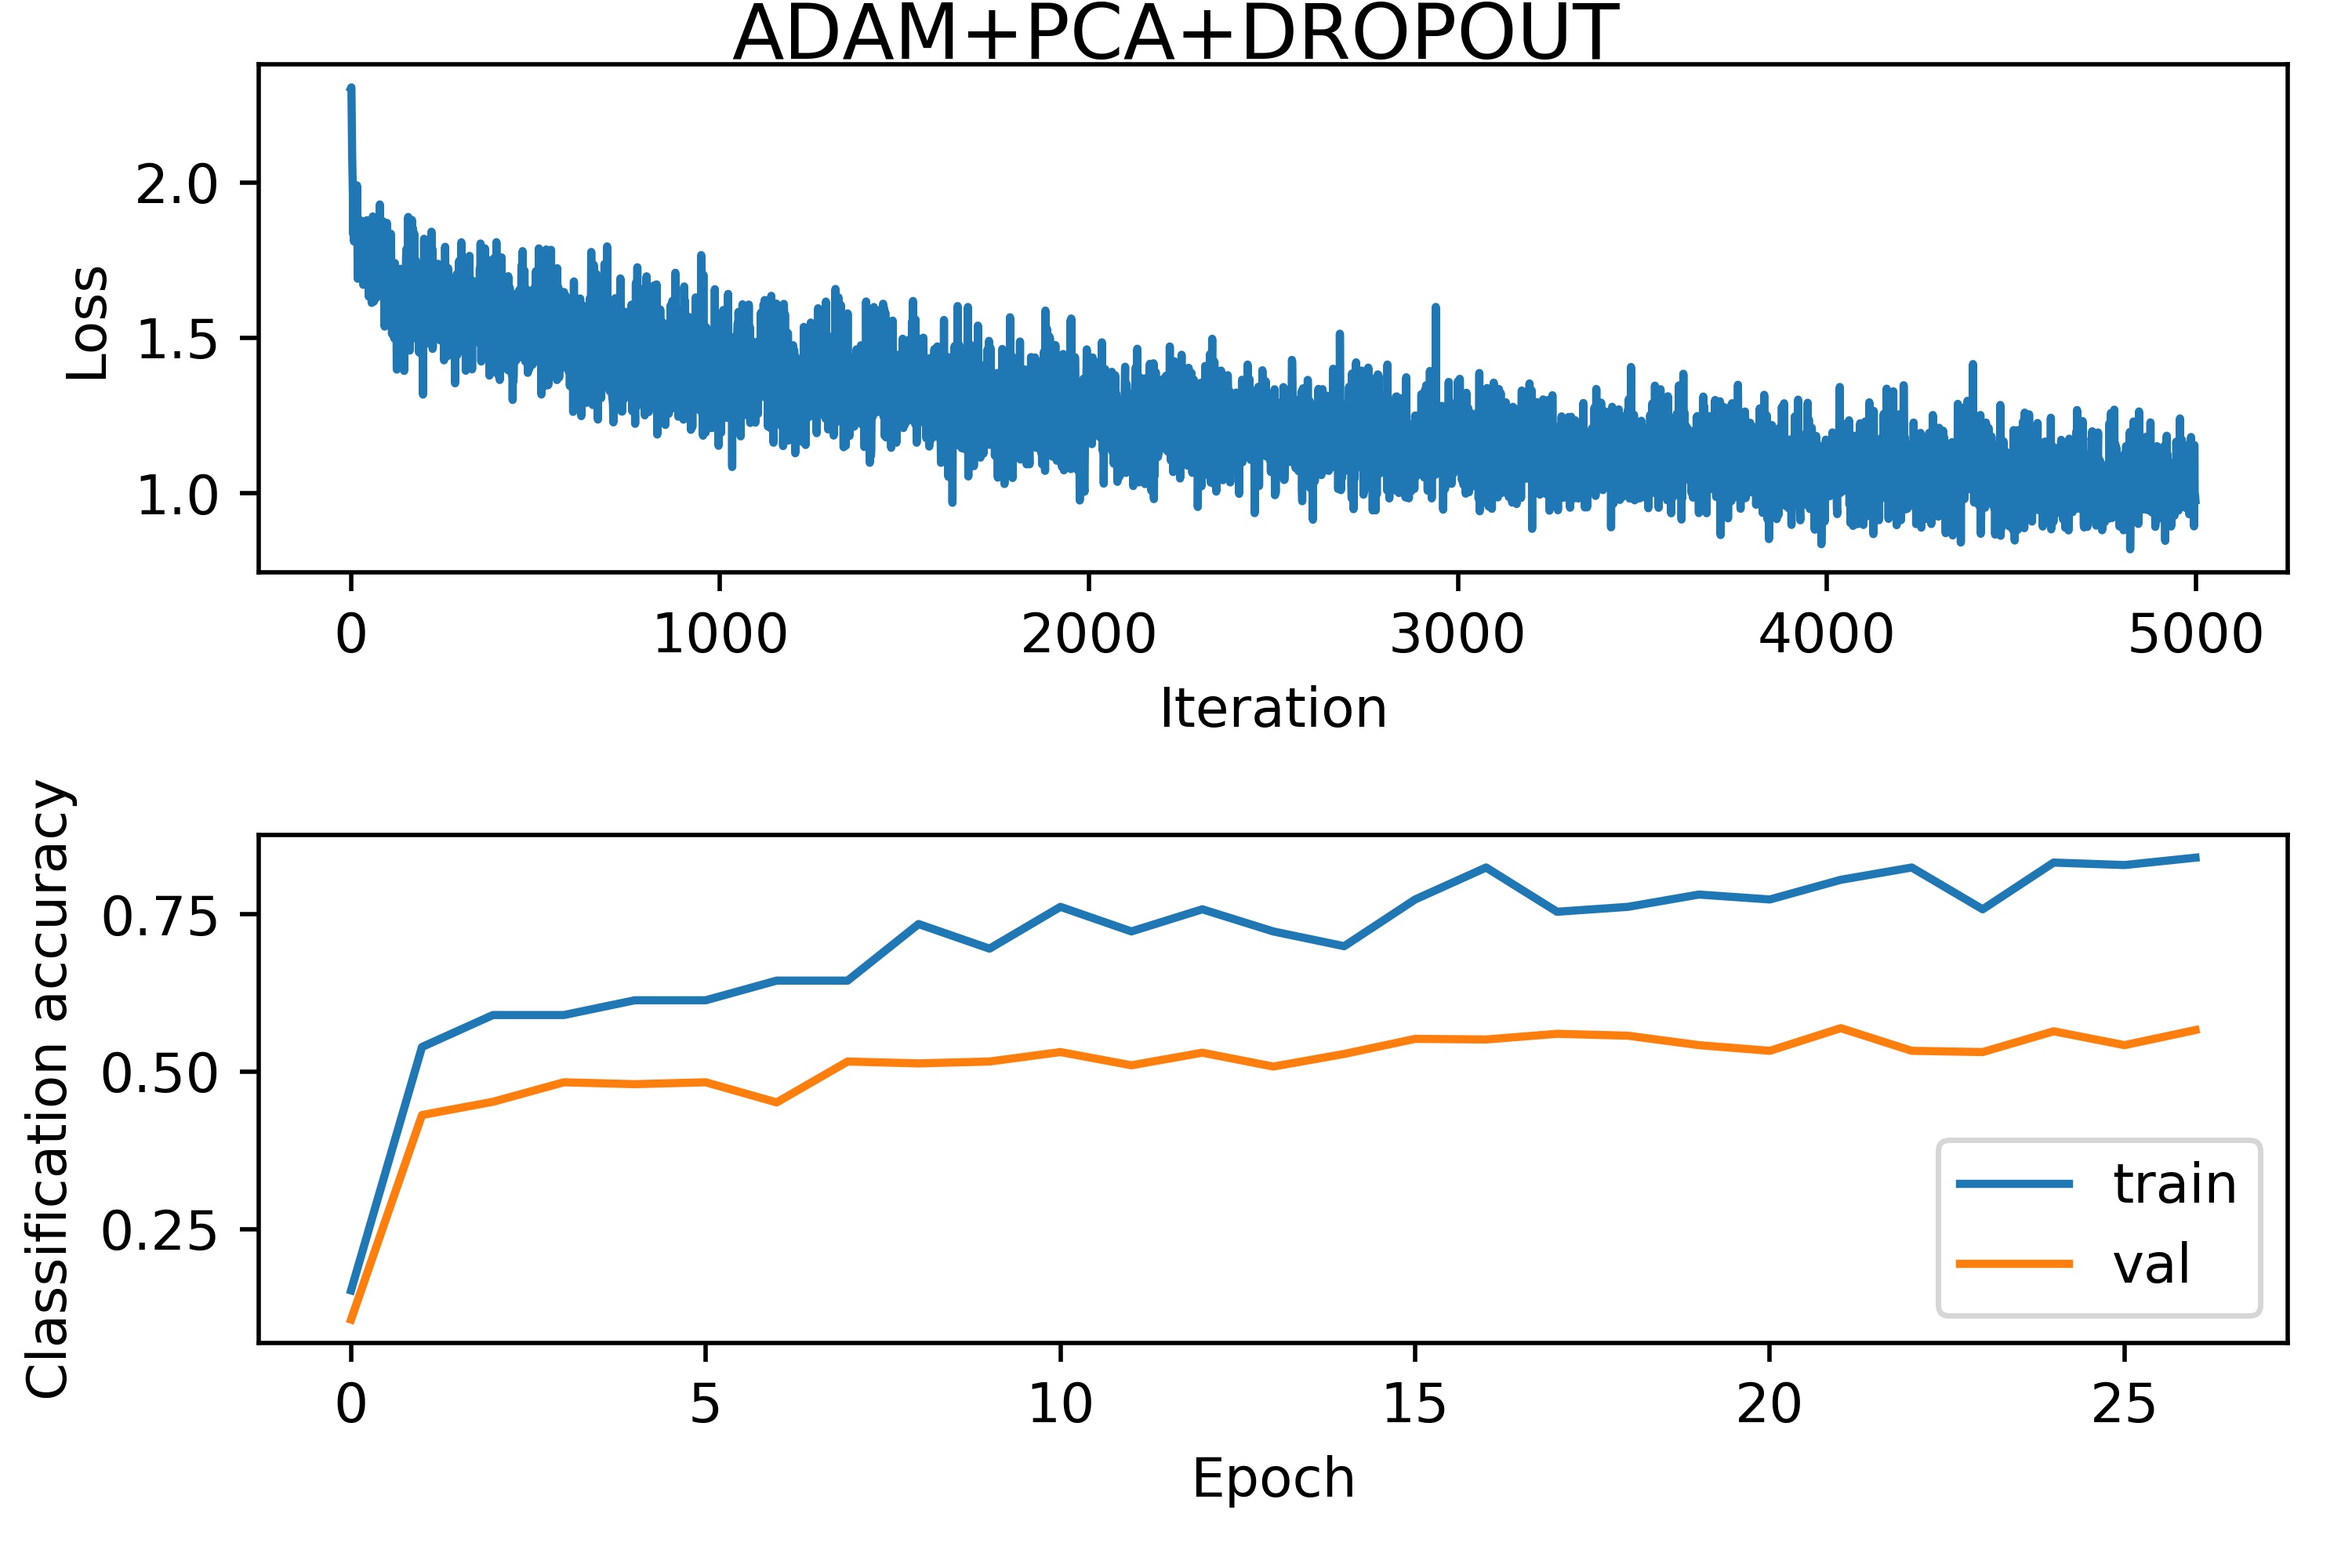 ADAM+PCA+DROPOUT
Loss
2.0
1.5
1.0
0 1000 2000 3000 4000 5000
Iteration
Classification accuracy
0.75
0.50
0.25
train
val
0 5 10 15 20 25
Epoch